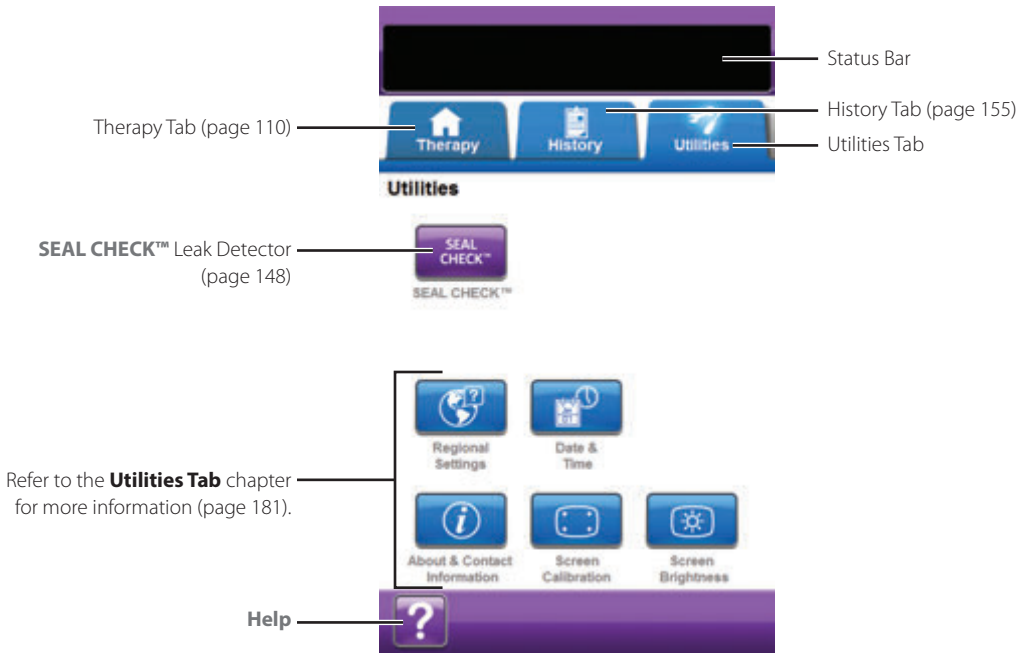 Status Bar
Therapy Tab (page 110)
History Tab (page 155)
Utilities Tab
Therapy
History
Utilities
Utilities
SEAL CHECK™ Leak Detector
(page 148)
SEAL
CHECK™
SEAL CHECK™
Refer to the Utilities Tab chapter
for more information (page 181).
Regional
Settings
Date &
Time
About & Contact
Information
Screen
Calibration
Screen
Brightness
Help
?